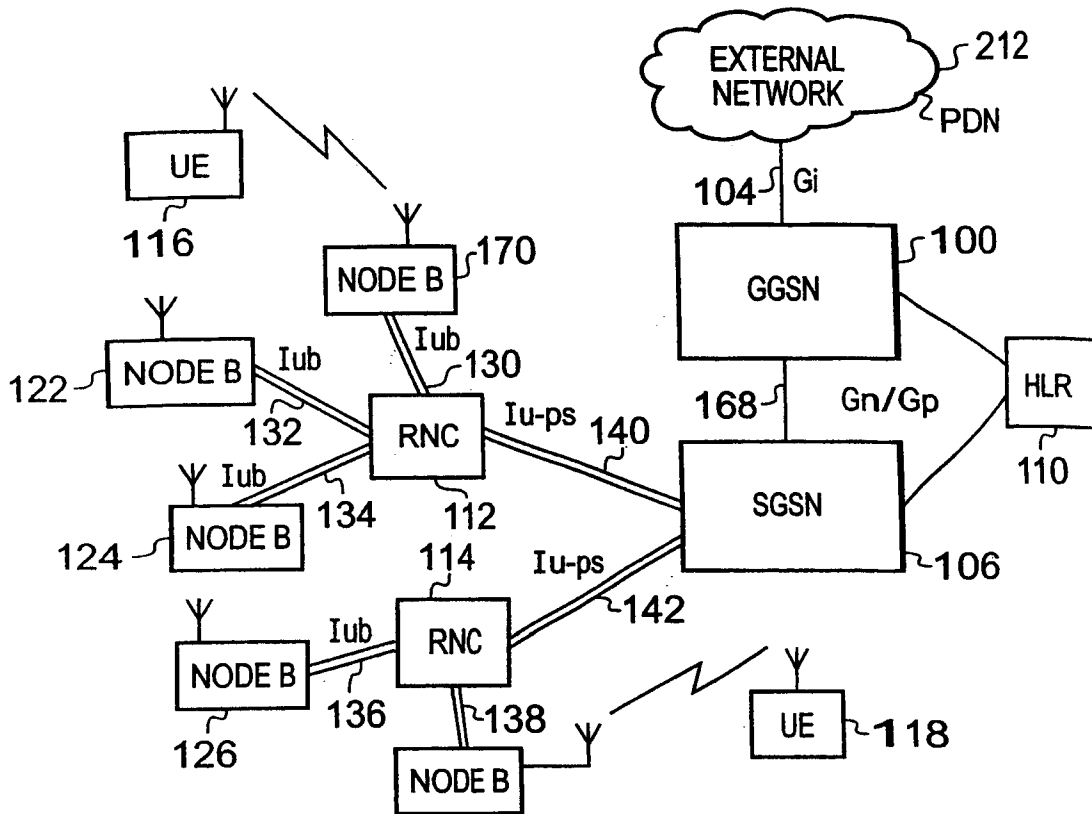 EXTERNAL
NETWORK
212
PDN
104
Gi
UE
116
NODE B
170
GGSN
100
Iub
130
NODE B
122
Iub
132
RNC
112
Iu-ps
140
168
Gn/Gp
HLR
110
Iub
134
NODE B
124
SGSN
106
114
RNC
Iu-ps
142
NODE B
126
Iub
136
138
NODE B
UE
118